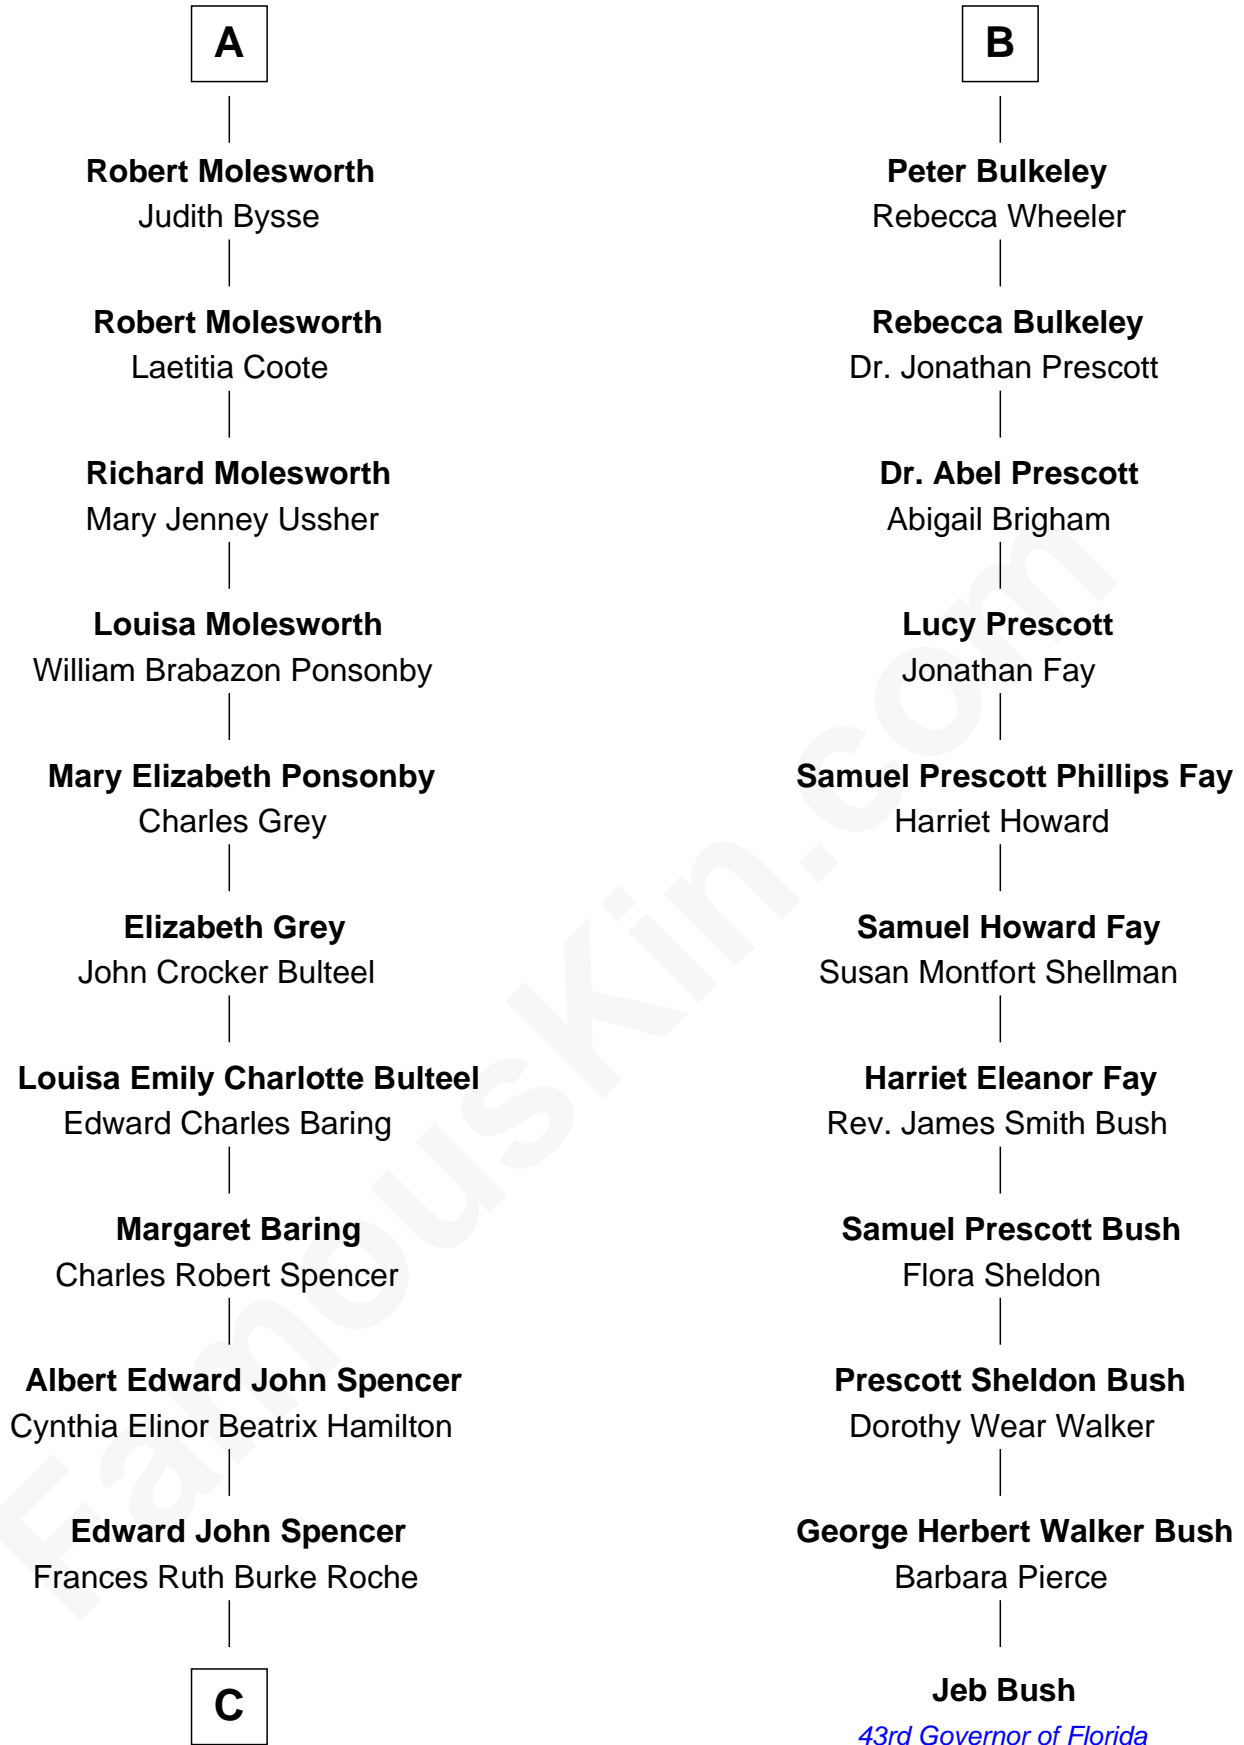 A
Robert Molesworth
Judith Bysse
Robert Molesworth
Laetitia Coote
Richard Molesworth
Mary Jenney Ussher
Louisa Molesworth
William Brabazon Ponsonby
Mary Elizabeth Ponsonby
Charles Grey
Elizabeth Grey
John Crocker Bulteel
Louisa Emily Charlotte Bulteel
Edward Charles Baring
Margaret Baring
Charles Robert Spencer
Albert Edward John Spencer
Cynthia Elinor Beatrix Hamilton
Edward John Spencer
Frances Ruth Burke Roche
C
B
Peter Bulkeley
Rebecca Wheeler
Rebecca Bulkeley
Dr. Jonathan Prescott
Dr. Abel Prescott
Abigail Brigham
Lucy Prescott
Jonathan Fay
Samuel Prescott Phillips Fay
Harriet Howard
Samuel Howard Fay
Susan Montfort Shellman
Harriet Eleanor Fay
Rev. James Smith Bush
Samuel Prescott Bush
Flora Sheldon
Prescott Sheldon Bush
Dorothy Wear Walker
George Herbert Walker Bush
Barbara Pierce
Jeb Bush
43rd Governor of Florida
FamousKin.com